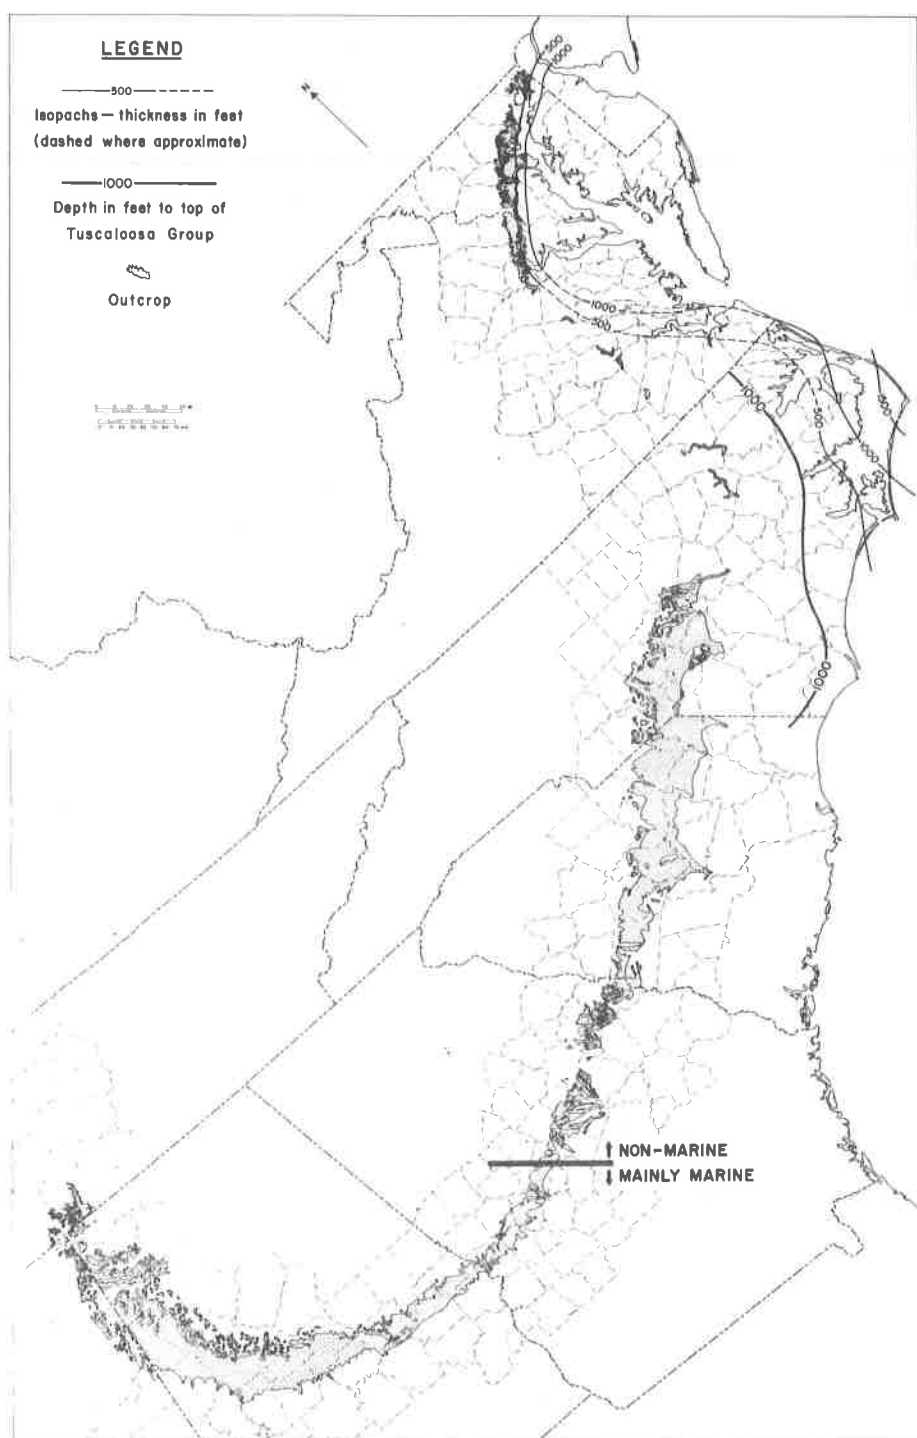 LEGEND
500
Isopachs — thickness in feet
(dashed where approximate)
1000
Depth in feet to top of
Tuscaloosa Group
Outcrop
N
500
1000
1000
500
1000
500
500
1000
1000
NON-MARINE
MAINLY MARINE